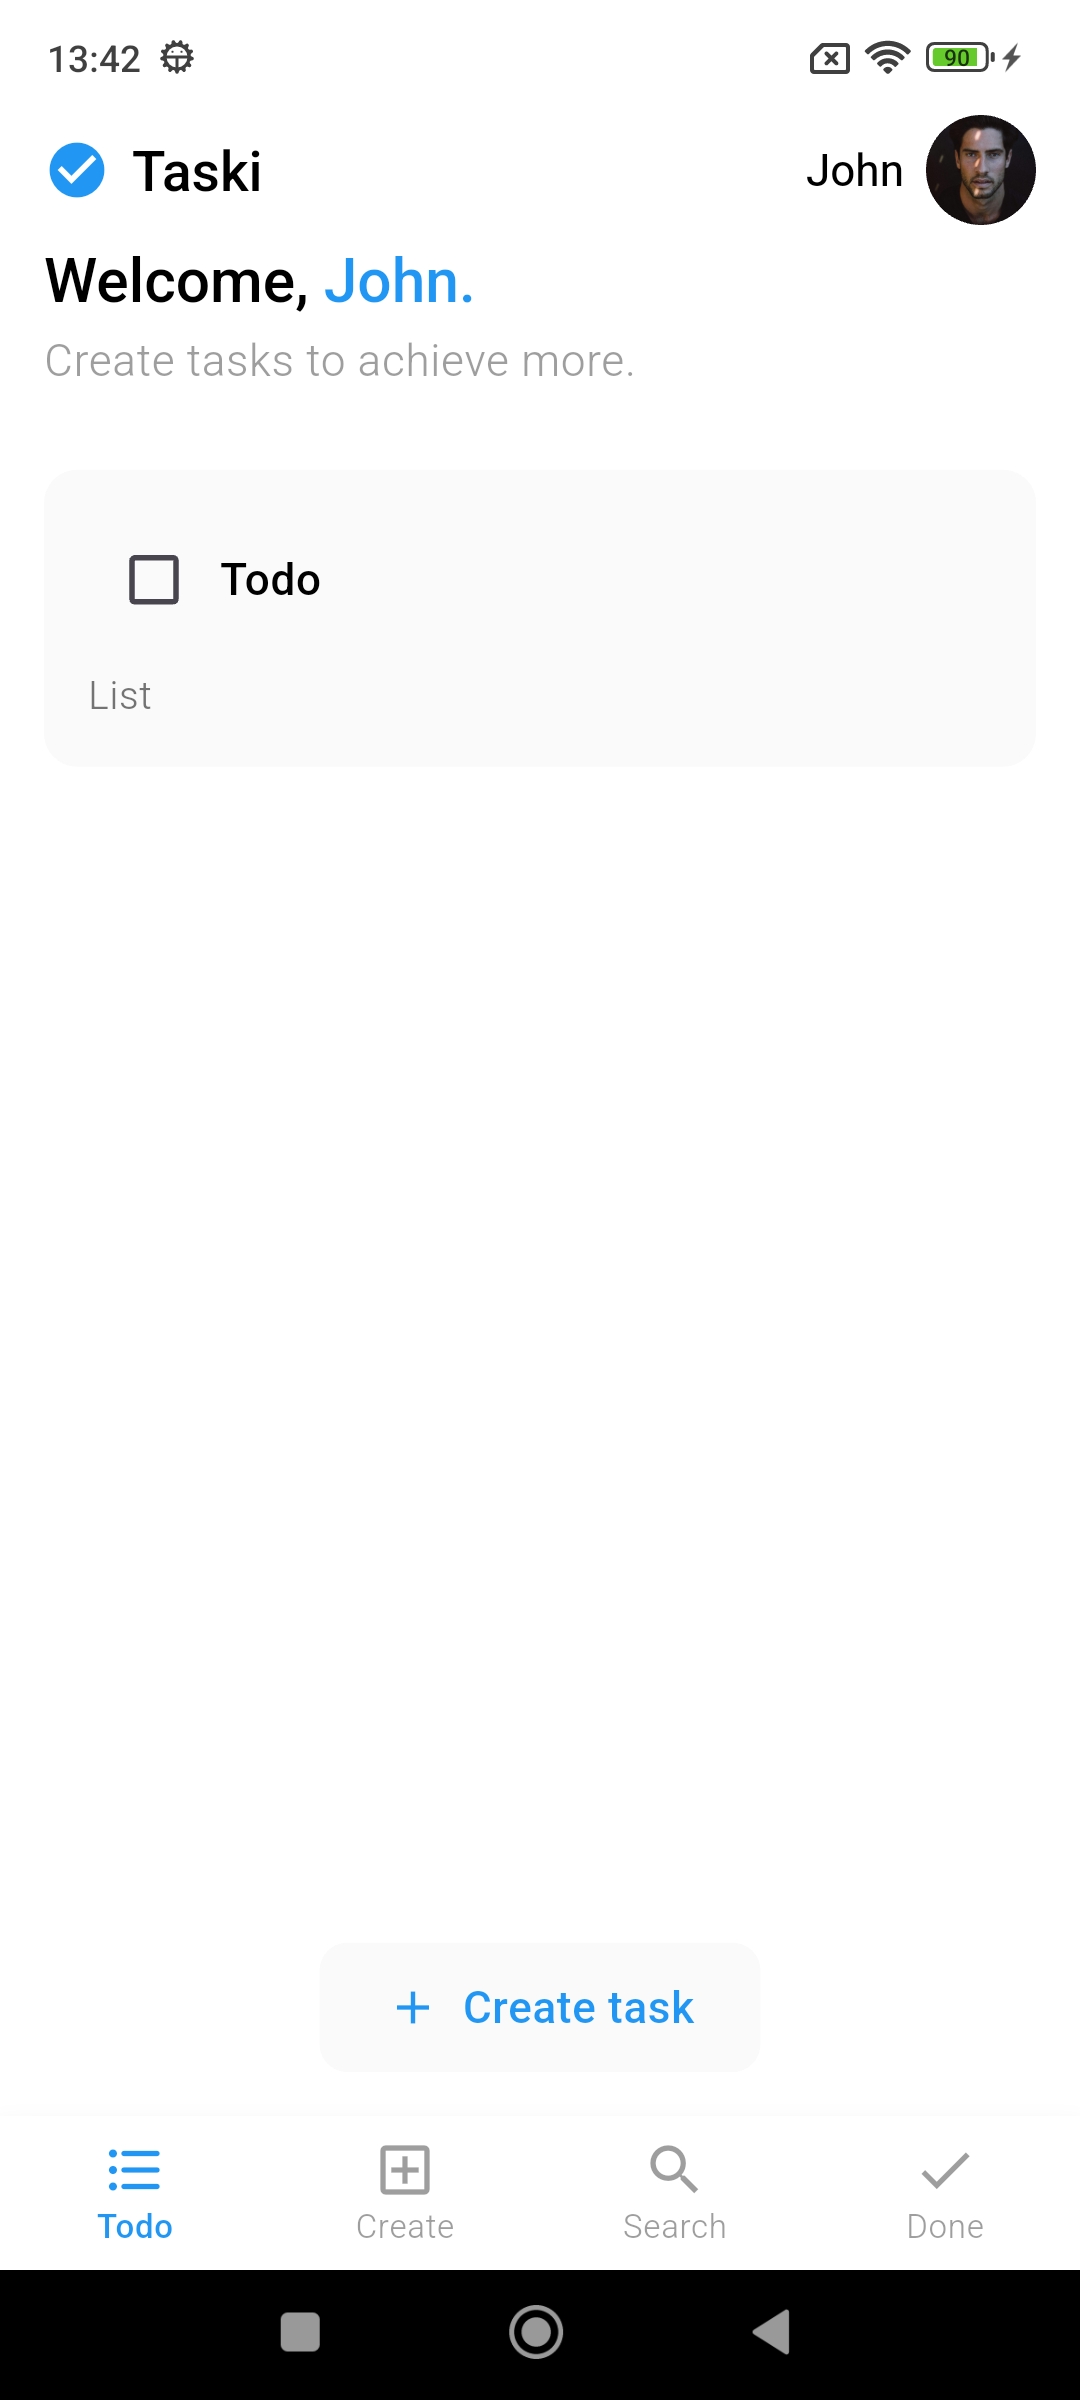 13:42 90
Taski John
Welcome, John.
Create tasks to achieve more.
Todo
List
Create task
Todo Create Search Done